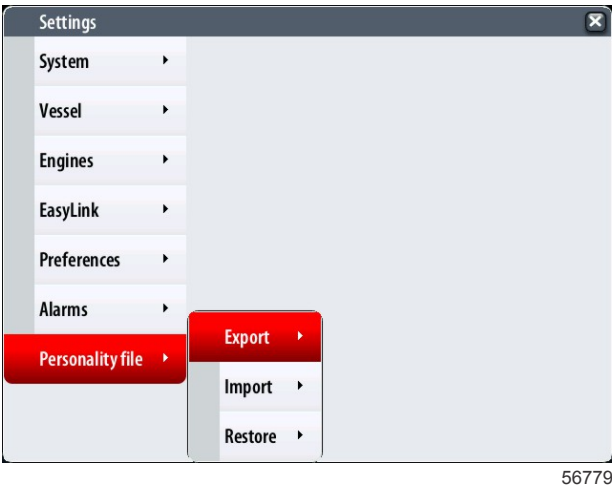 Settings
System
Vessel
Engines
EasyLink
Preferences
Alarms
Personality file
Export
Import
Restore
56779